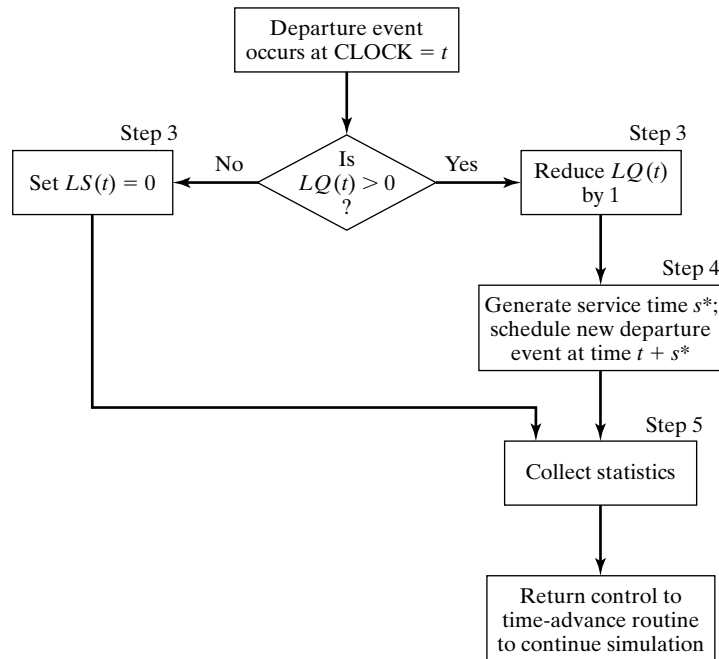 Departure event
occurs at CLOCK = t
Step 3
Set LS(t) = 0
No
Is
LQ(t) > 0
?
Yes
Step 3
Reduce LQ(t)
by 1
Step 4
Generate service time s*;
schedule new departure
event at time t + s*
Step 5
Collect statistics
Return control to
time-advance routine
to continue simulation